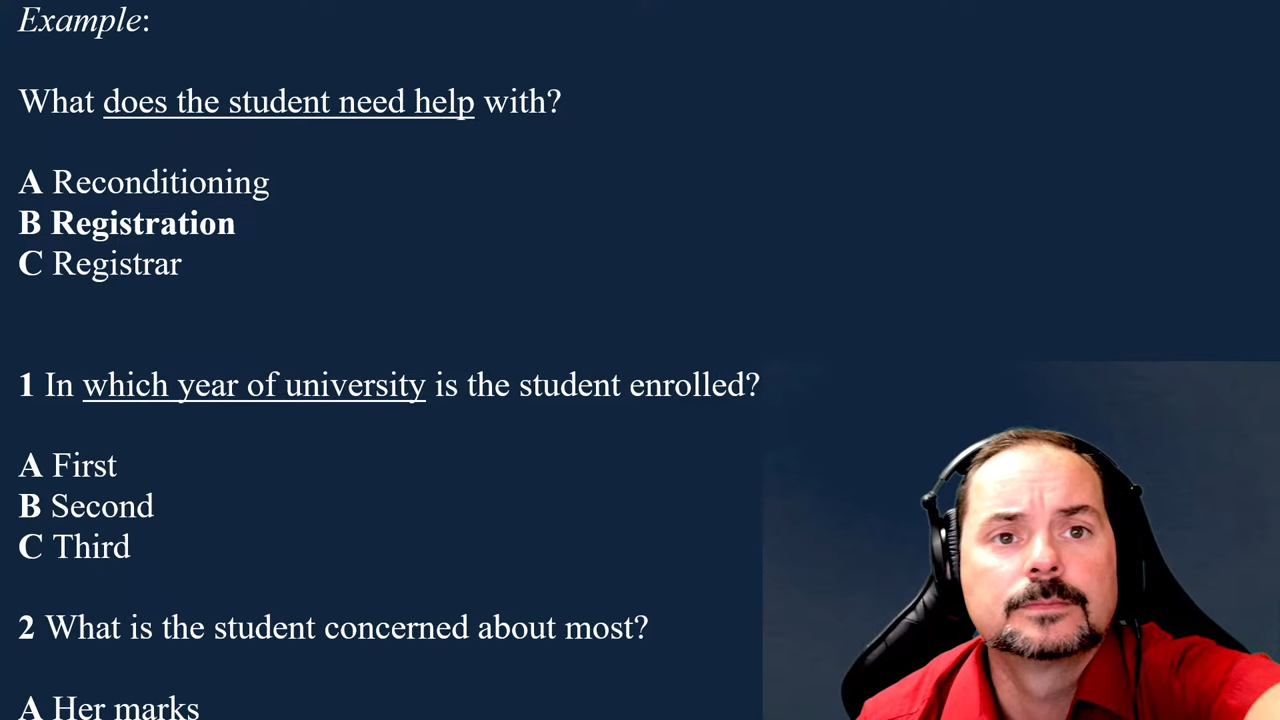 Example:
What does the student need help with?
A Reconditioning
B Registration
C Registrar
1 In which year of university is the student enrolled?
A First
B Second
C Third
2 What is the student concerned about most?
A Her marks